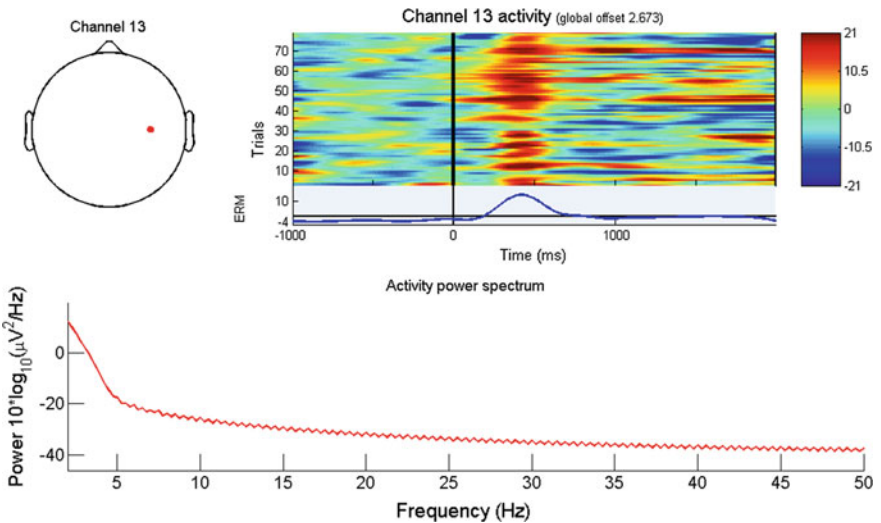 Channel 13
Channel 13 activity (global offset 2.673)
Trials
70
60
50
40
30
20
10
21
10.5
0
-10.5
-21
ERM
10
-4
-1000 0 1000
Time (ms)
Activity power spectrum
Power 10*log10(μV²/Hz)
0
-20
-40
5 10 15 20 25 30 35 40 45 50
Frequency (Hz)